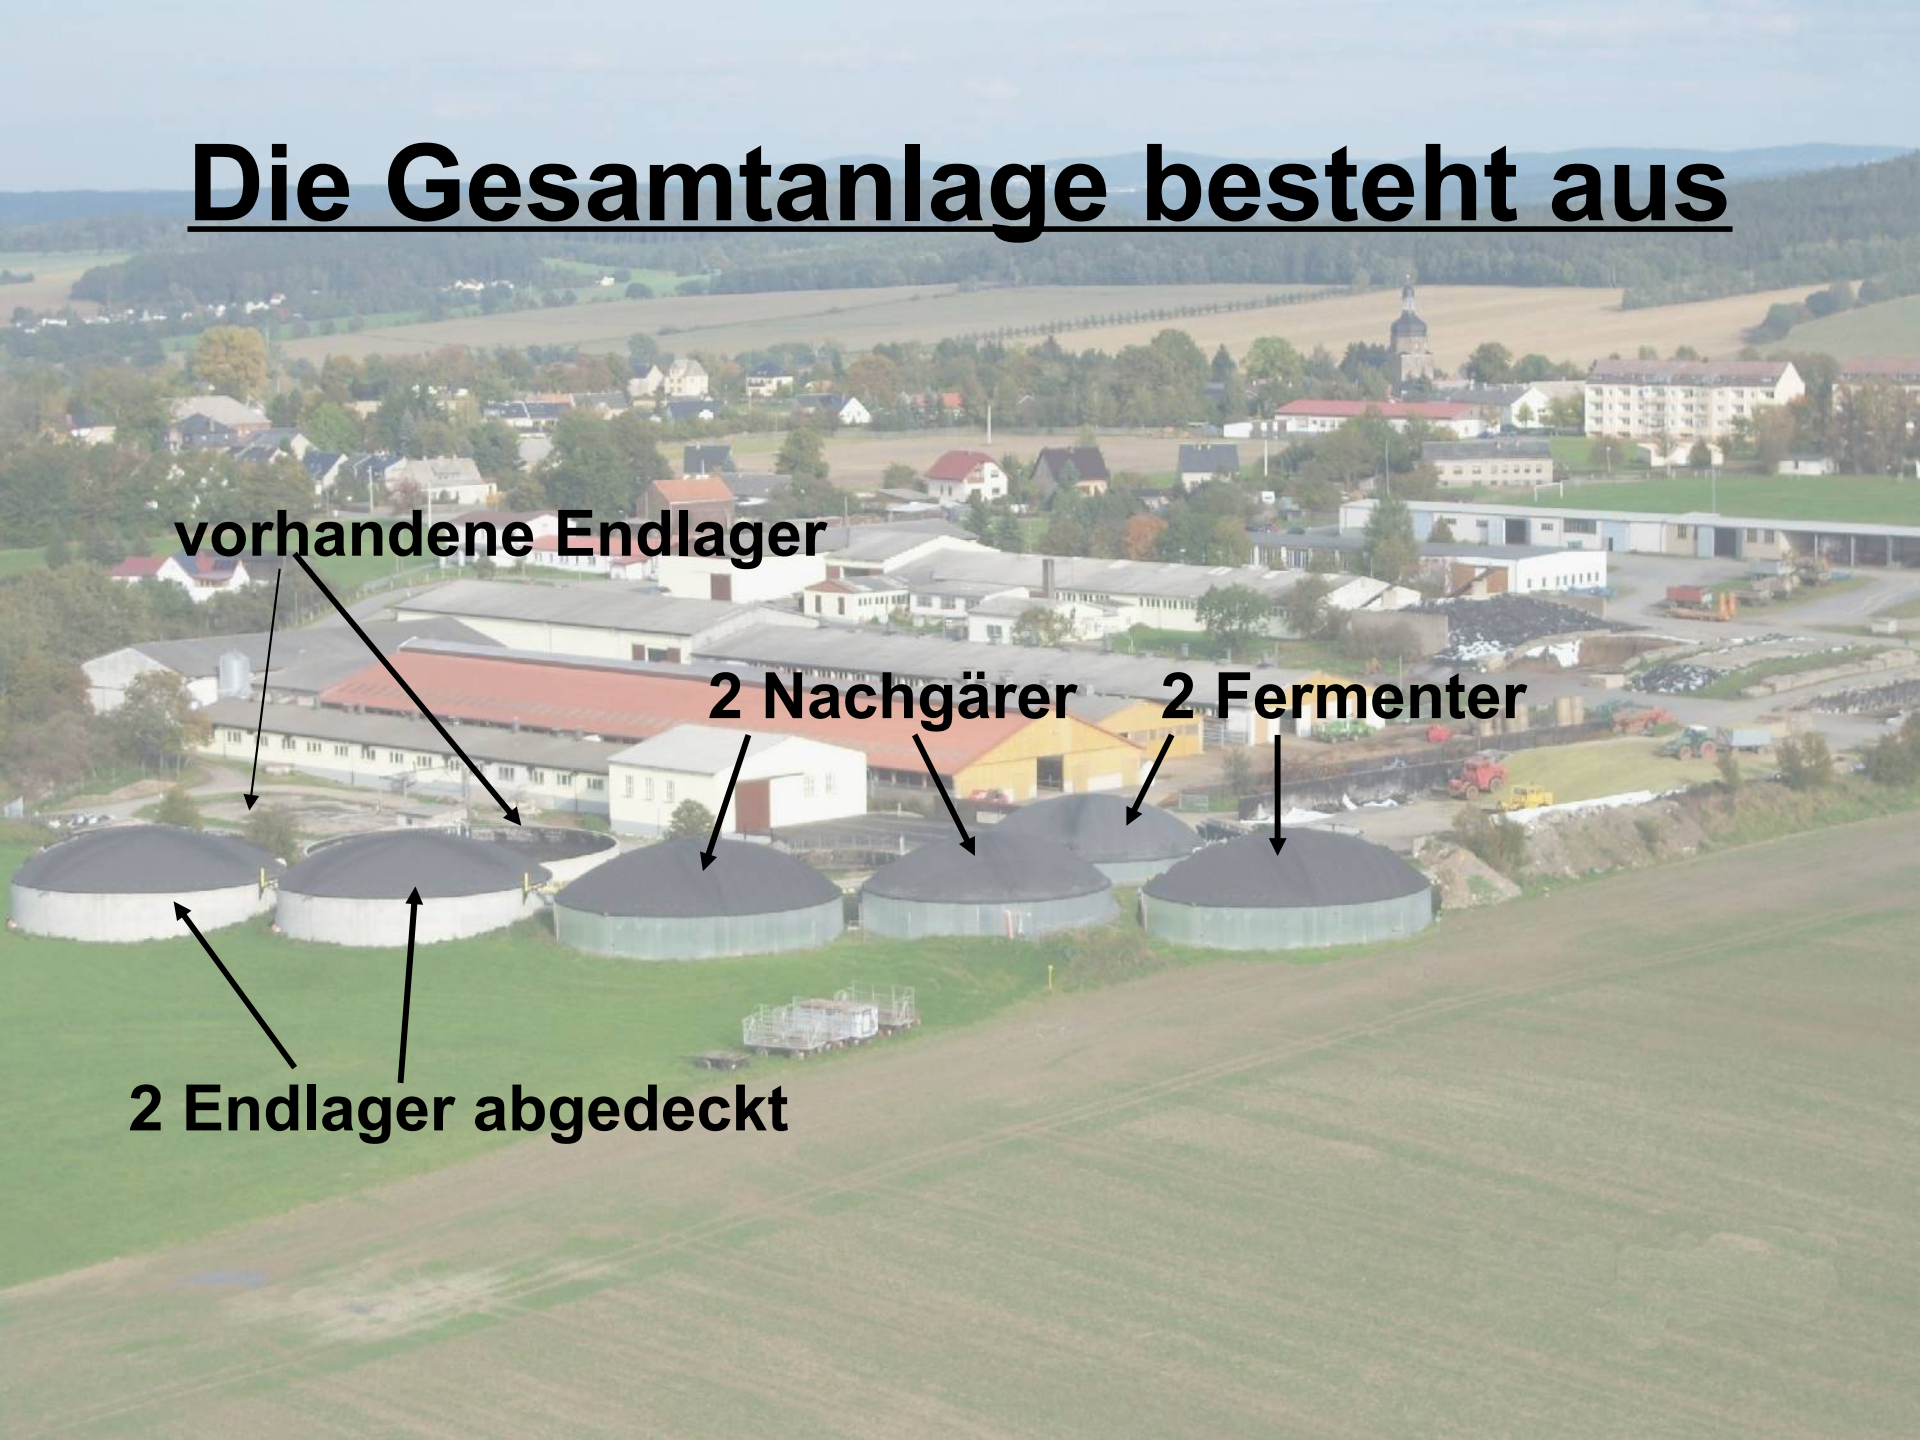 Die Gesamtanlage besteht aus
vorhandene Endlager
2 Nachgärer
2 Fermenter
2 Endlager abgedeckt